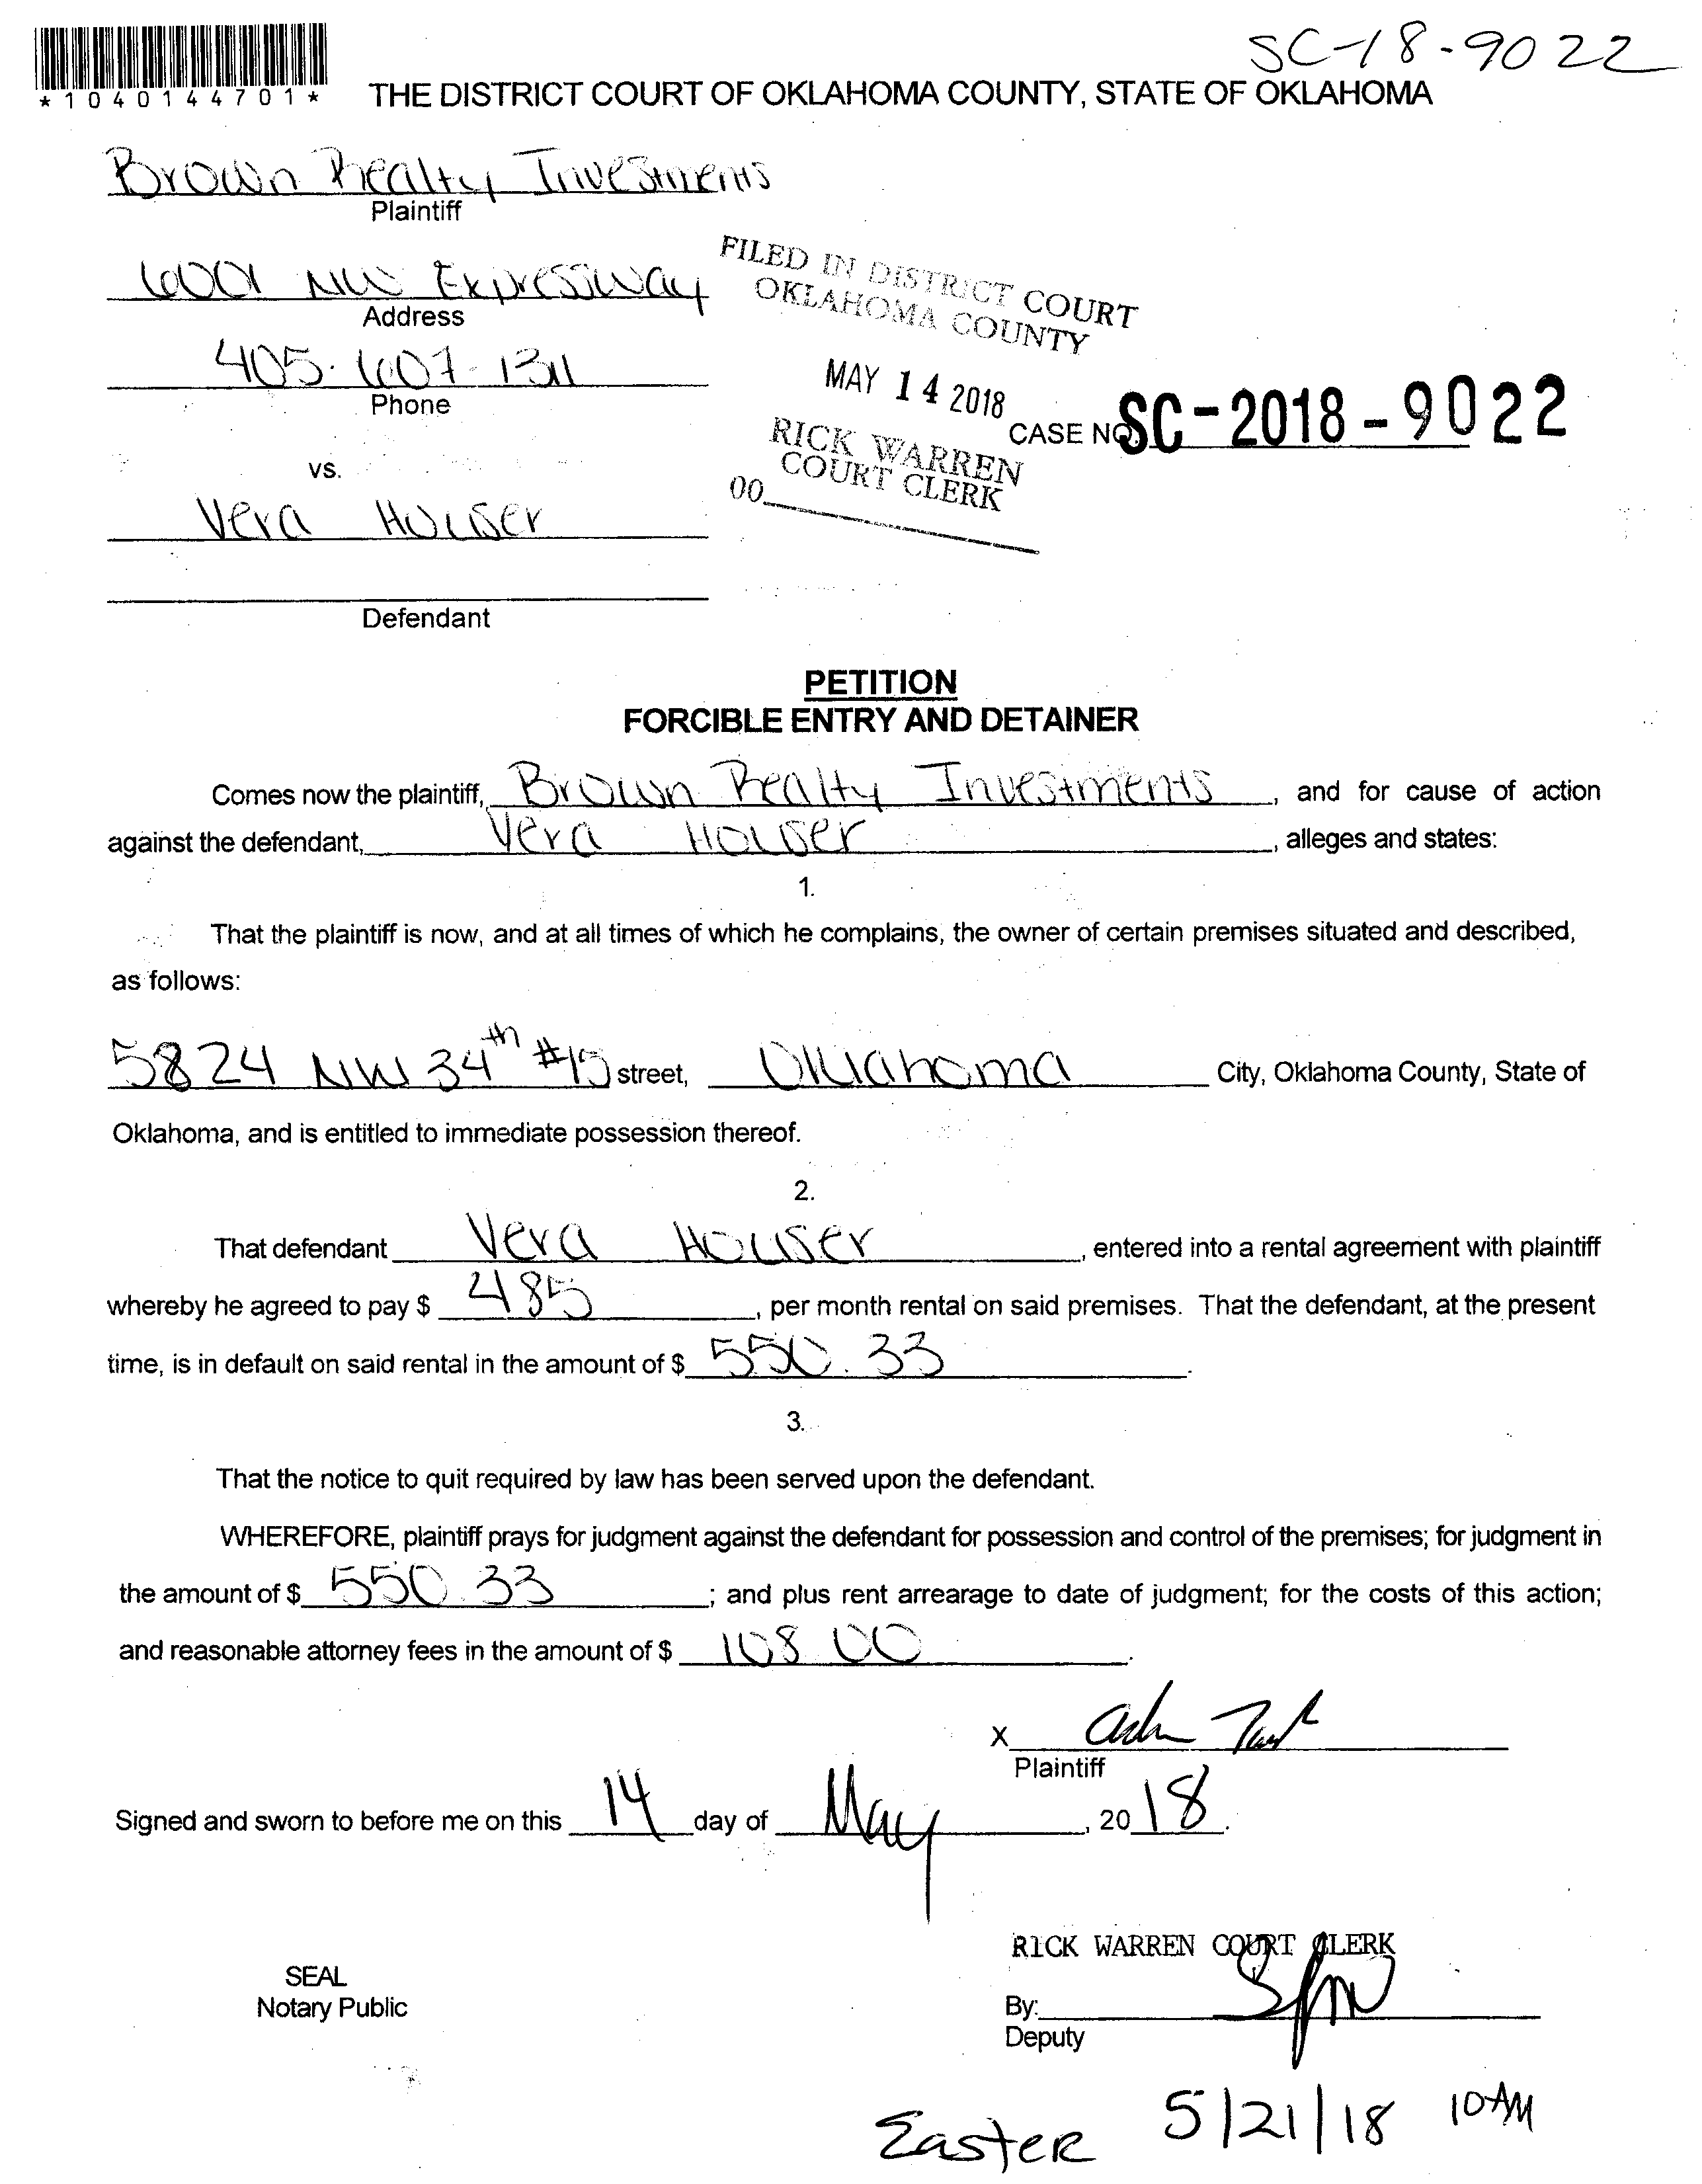 SC-18-9022
*1040144701*
THE DISTRICT COURT OF OKLAHOMA COUNTY, STATE OF OKLAHOMA
Brown Realty Investments
Plaintiff
6001 NW Expressway
Address
405-607-1311
Phone
FILED IN DISTRICT COURT
OKLAHOMA COUNTY
MAY 14 2018
RICK WARREN
COURT CLERK
00
CASE NO. SC-2018-9022
vs.
Vera Houser
Defendant
PETITION
FORCIBLE ENTRY AND DETAINER
Comes now the plaintiff, Brown Realty Investments, and for cause of action
against the defendant, Vera Houser, alleges and states:
1.
That the plaintiff is now, and at all times of which he complains, the owner of certain premises situated and described,
as follows:
5824 NW 34th #15 street, Oklahoma City, Oklahoma County, State of
Oklahoma, and is entitled to immediate possession thereof.
2.
That defendant Vera Houser, entered into a rental agreement with plaintiff
whereby he agreed to pay $ 485, per month rental on said premises. That the defendant, at the present
time, is in default on said rental in the amount of $ 550.33.
3.
That the notice to quit required by law has been served upon the defendant.
WHEREFORE, plaintiff prays for judgment against the defendant for possession and control of the premises; for judgment in
the amount of $ 550.33; and plus rent arrearage to date of judgment; for the costs of this action;
and reasonable attorney fees in the amount of $ 108.00.
X
Plaintiff
Signed and sworn to before me on this 14 day of May, 2018.
RICK WARREN COURT CLERK
SEAL
Notary Public
By:
Deputy
Easter 5/21/18 10AM